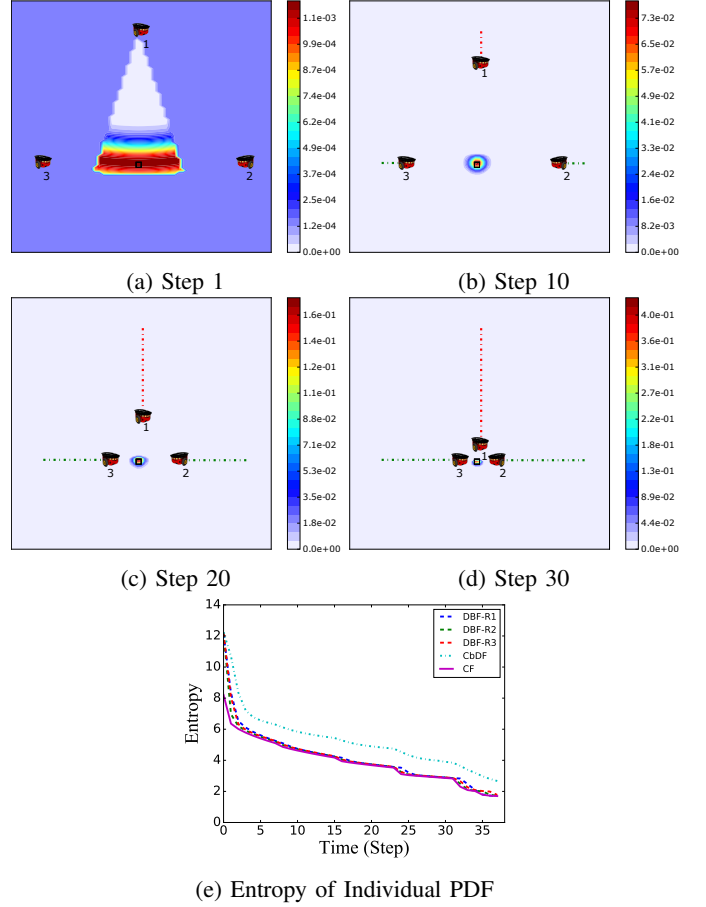 1
3
2
1.1e-03
9.9e-04
8.7e-04
7.4e-04
6.2e-04
4.9e-04
3.7e-04
2.5e-04
1.2e-04
0.0e+00
(a) Step 1
1
3
2
7.3e-02
6.5e-02
5.7e-02
4.9e-02
4.1e-02
3.3e-02
2.4e-02
1.6e-02
8.2e-03
0.0e+00
(b) Step 10
1
3
2
1.6e-01
1.4e-01
1.2e-01
1.1e-01
8.9e-02
7.1e-02
5.3e-02
3.6e-02
1.8e-02
0.0e+00
(c) Step 20
1
3
2
4.0e-01
3.6e-01
3.1e-01
2.7e-01
2.2e-01
1.8e-01
1.3e-01
8.9e-02
4.4e-02
0.0e+00
(d) Step 30
14
12
10
8
6
4
2
0
Entropy
DBF-R1
DBF-R2
DBF-R3
CbDF
CF
0 5 10 15 20 25 30 35
Time (Step)
(e) Entropy of Individual PDF